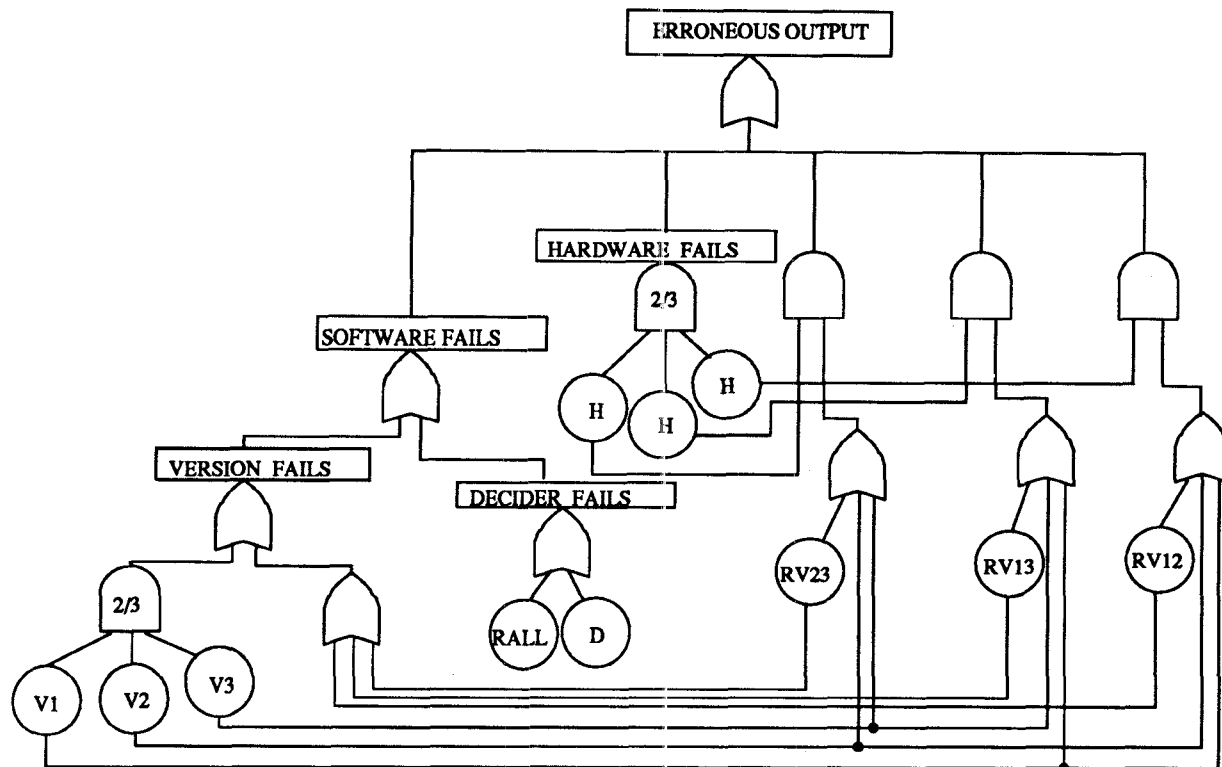 ERRONEOUS OUTPUT
HARDWARE FAILS
2/3
SOFTWARE FAILS
H
H
H
VERSION FAILS
DECIDER FAILS
RV23
RV13
RV12
2/3
RALL
D
V1
V2
V3